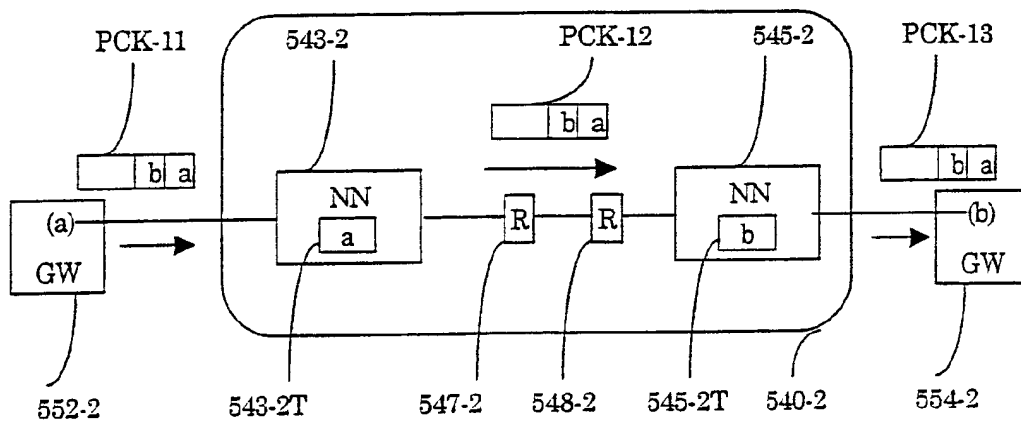 PCK-11
543-2
PCK-12
545-2
PCK-13
b a
b a
b a
NN
NN
(a)
a
R
R
b
(b)
GW
GW
552-2
543-2T
547-2
548-2
545-2T
540-2
554-2